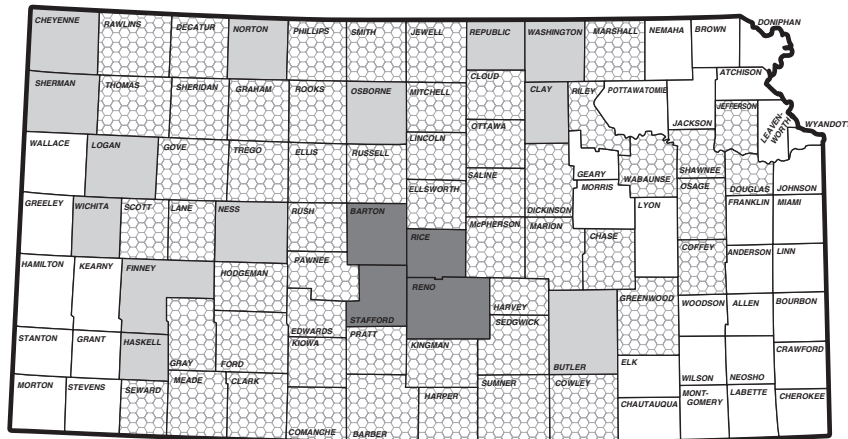 CHEYENNE
RAWLINS
DECATUR
NORTON
PHILLIPS
SMITH
JEWELL
REPUBLIC
WASHINGTON
MARSHALL
NEMAHA
BROWN
DONIPHAN
SHERMAN
THOMAS
SHERIDAN
GRAHAM
ROOKS
OSBORNE
MITCHELL
CLOUD
CLAY
RILEY
POTTAWATOMIE
JACKSON
ATCHISON
JEFFERSON
LEAVEN-
WORTH
WYANDOTT
WALLACE
LOGAN
GOVE
TREGO
ELLIS
RUSSELL
LINCOLN
OTTAWA
SALINE
ELLSWORTH
DICKINSON
GEARY
MORRIS
WABAUNSE
SHAWNEE
OSAGE
DOUGLAS
JOHNSON
GREELEY
WICHITA
SCOTT
LANE
NESS
RUSH
BARTON
RICE
McPHERSON
MARION
CHASE
LYON
COFFEY
FRANKLIN
MIAMI
ANDERSON
LINN
HAMILTON
KEARNY
FINNEY
HODGEMAN
PAWNEE
STAFFORD
RENO
HARVEY
SEDGWICK
BUTLER
GREENWOOD
WOODSON
ALLEN
BOURBON
STANTON
GRANT
HASKELL
GRAY
FORD
EDWARDS
KIOWA
PRATT
KINGMAN
ELK
WILSON
NEOSHO
CRAWFORD
MORTON
STEVENS
SEWARD
MEADE
CLARK
COMANCHE
BARBER
HARPER
SUMNER
COWLEY
CHAUTAUQUA
MONT-
GOMERY
LABETTE
CHEROKEE